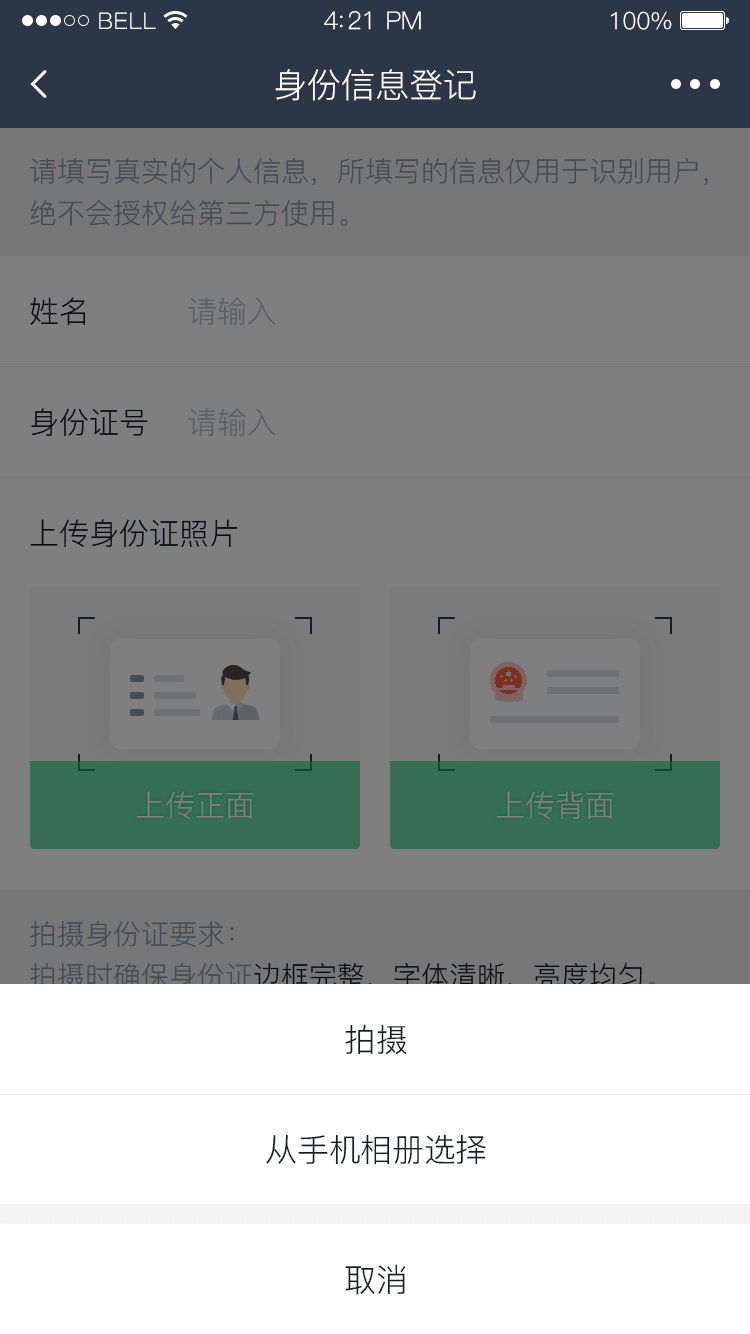 BELL 4:21 PM 100%
身份信息登记
请填写真实的个人信息，所填写的信息仅用于识别用户，
绝不会授权给第三方使用。
姓名 请输入
身份证号 请输入
上传身份证照片
上传正面 上传背面
拍摄身份证要求：
拍摄时确保身份证边框完整，字体清晰，亮度均匀。
拍摄
从手机相册选择
取消